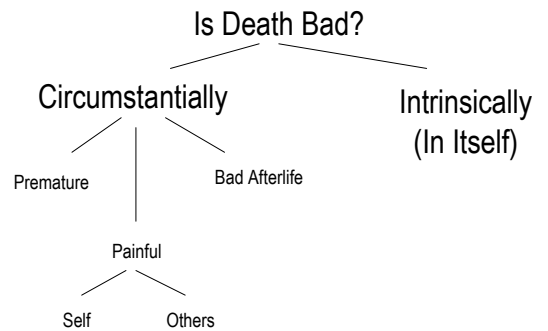 Is Death Bad?
Circumstantially
Intrinsically
(In Itself)
Premature
Bad Afterlife
Painful
Self
Others